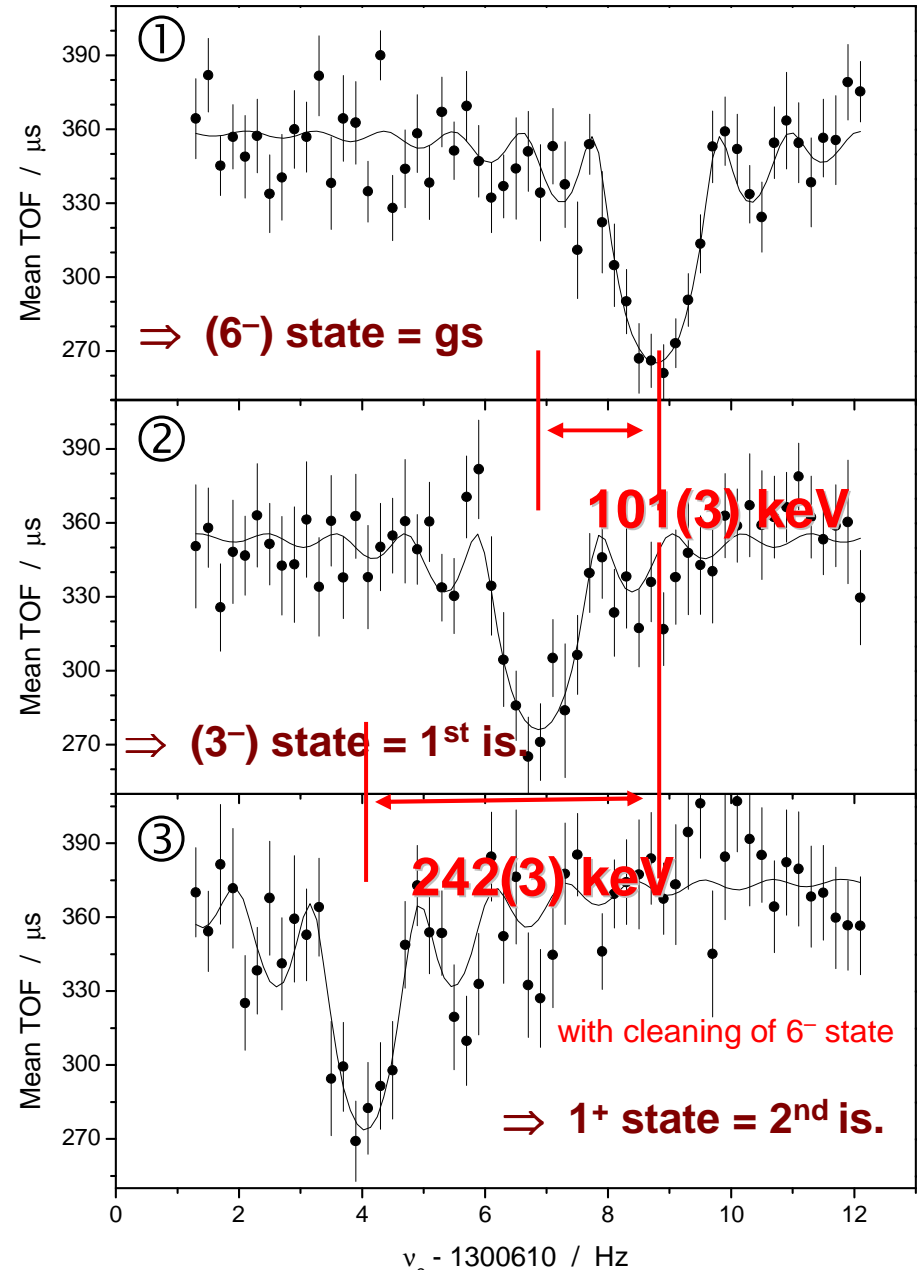 ①
390
360
330
300
270
Mean TOF / μs
⇒ (6⁻) state = gs
②
390
360
330
300
270
Mean TOF / μs
101(3) keV
⇒ (3⁻) state = 1ˢᵗ is.
③
390
360
330
300
270
Mean TOF / μs
242(3) keV
with cleaning of 6⁻ state
⇒ 1⁺ state = 2ⁿᵈ is.
0 2 4 6 8 10 12
ν - 1300610 / Hz